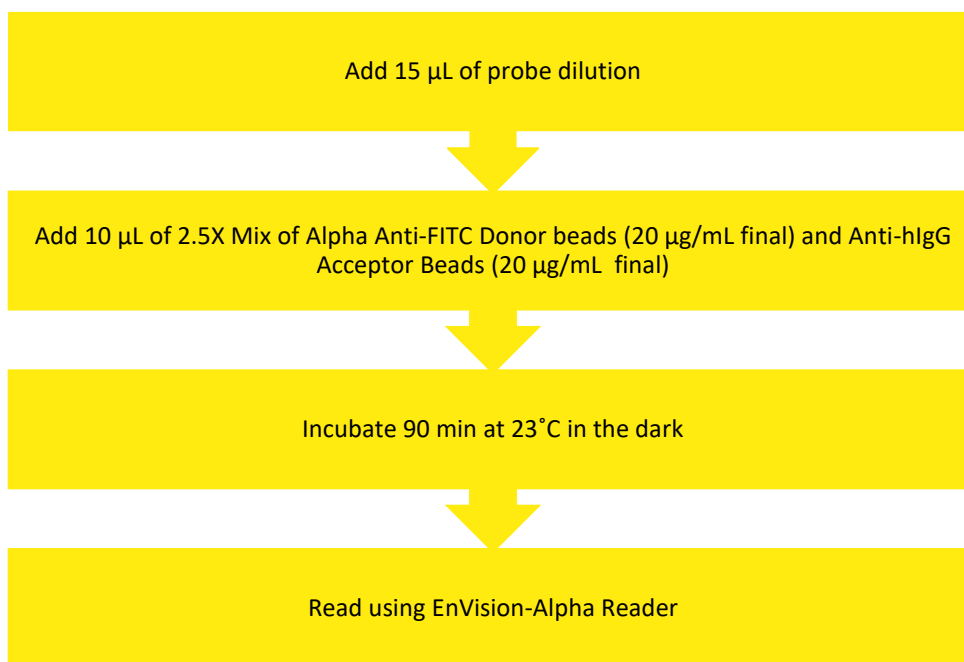 Add 15 µL of probe dilution
Add 10 µL of 2.5X Mix of Alpha Anti-FITC Donor beads (20 µg/mL final) and Anti-hIgG
Acceptor Beads (20 µg/mL  final)
Incubate 90 min at 23˚C in the dark
Read using EnVision-Alpha Reader